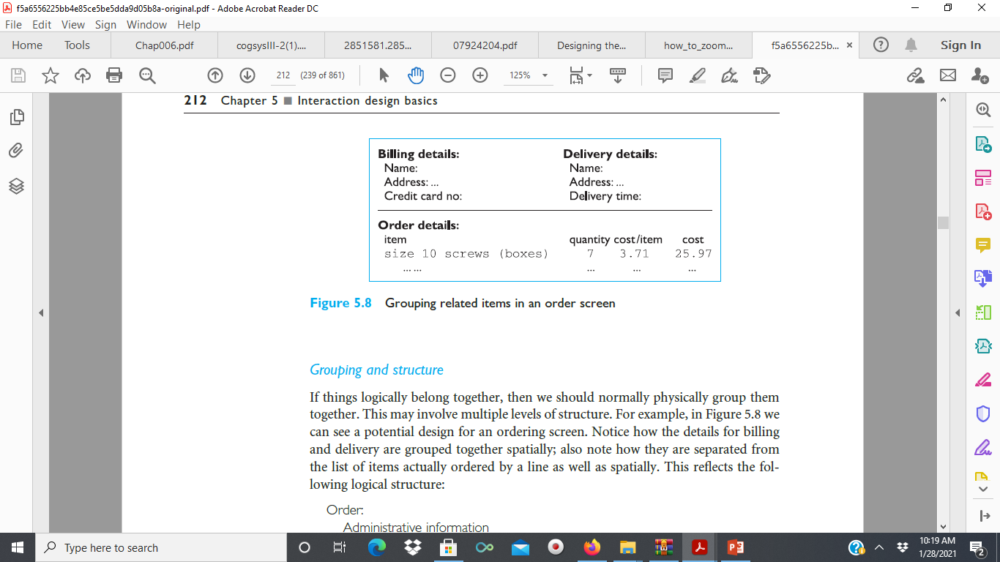 f5a6556225bb4e85ce5be5dda9d05b8a-original.pdf - Adobe Acrobat Reader DC
File Edit View Sign Window Help
Home Tools Chap006.pdf cogsysIII-2(1).... 2851581.285... 07924204.pdf Designing the... how_to_zoom... f5a6556225b... × Sign In
212 (239 of 861) 125%
212 Chapter 5 ■ Interaction design basics
Billing details: Delivery details:
Name: Name:
Address: ... Address: ...
Credit card no: Delivery time:
Order details:
item quantity cost/item cost
size 10 screws (boxes) 7 3.71 25.97
... ... ... ... ...
Figure 5.8 Grouping related items in an order screen
Grouping and structure
If things logically belong together, then we should normally physically group them
together. This may involve multiple levels of structure. For example, in Figure 5.8 we
can see a potential design for an ordering screen. Notice how the details for billing
and delivery are grouped together spatially; also note how they are separated from
the list of items actually ordered by a line as well as spatially. This reflects the fol-
lowing logical structure:
Order:
Administrative information
Type here to search
10:19 AM
1/28/2021
2